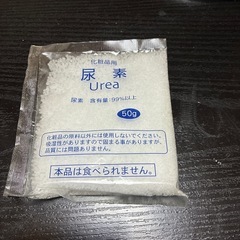 化粧品用
尿素
Urea
尿素 含有量:99%以上
50g
化粧品の原料以外には使用しないでください。
吸湿性がありますので固まる事がありますが、
品質には問題ありません。
本品は食べられません。